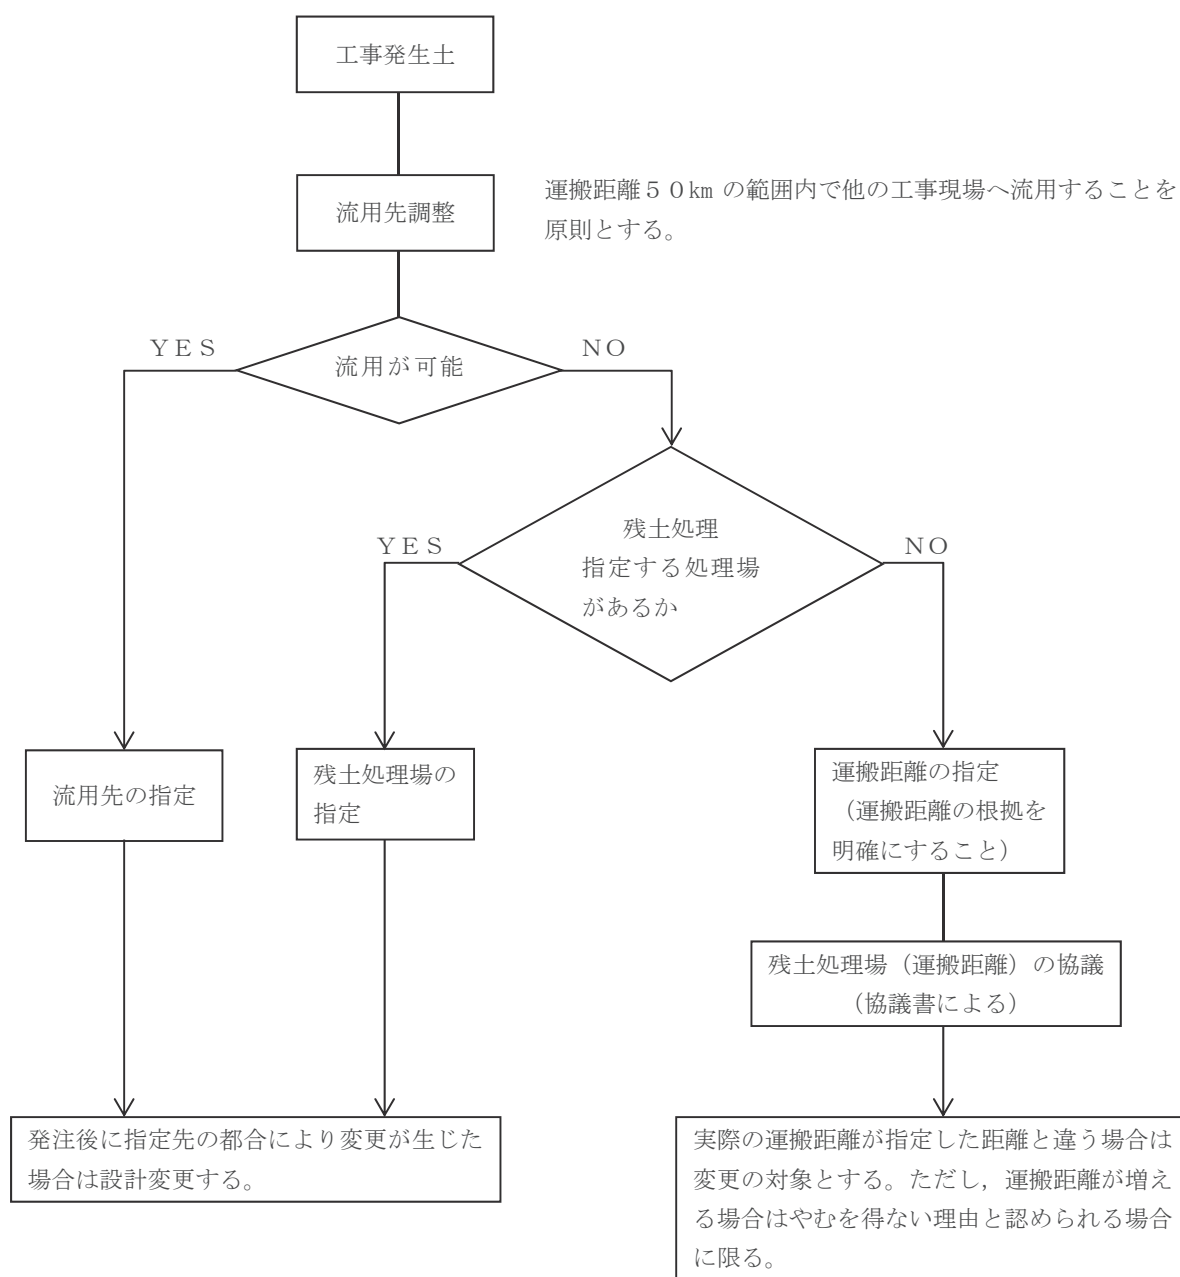 工事発生土
流用先調整
運搬距離５０㎞ の範囲内で他の工事現場へ流用することを
原則とする。
ＹＥＳ
流用が可能
ＮＯ
ＹＥＳ
残土処理
指定する処理場
があるか
ＮＯ
流用先の指定
残土処理場の
指定
運搬距離の指定
（運搬距離の根拠を
明確にすること）
残土処理場（運搬距離）の協議
（協議書による）
発注後に指定先の都合により変更が生じた
場合は設計変更する。
実際の運搬距離が指定した距離と違う場合は
変更の対象とする。ただし，運搬距離が増え
る場合はやむを得ない理由と認められる場合
に限る。